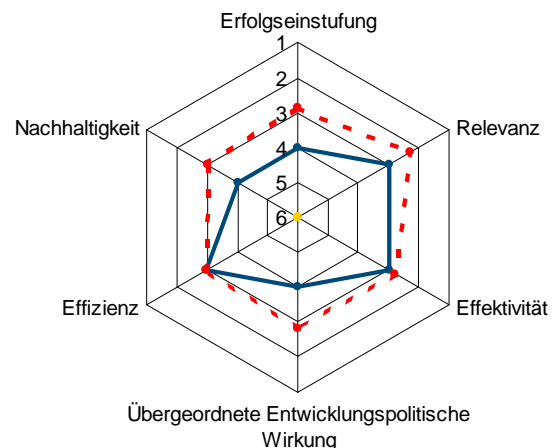 Erfolgseinstufung
1
2
Nachhaltigkeit
Relevanz
3
4
5
6
Effizienz
Effektivität
Übergeordnete Entwicklungspolitische
Wirkung